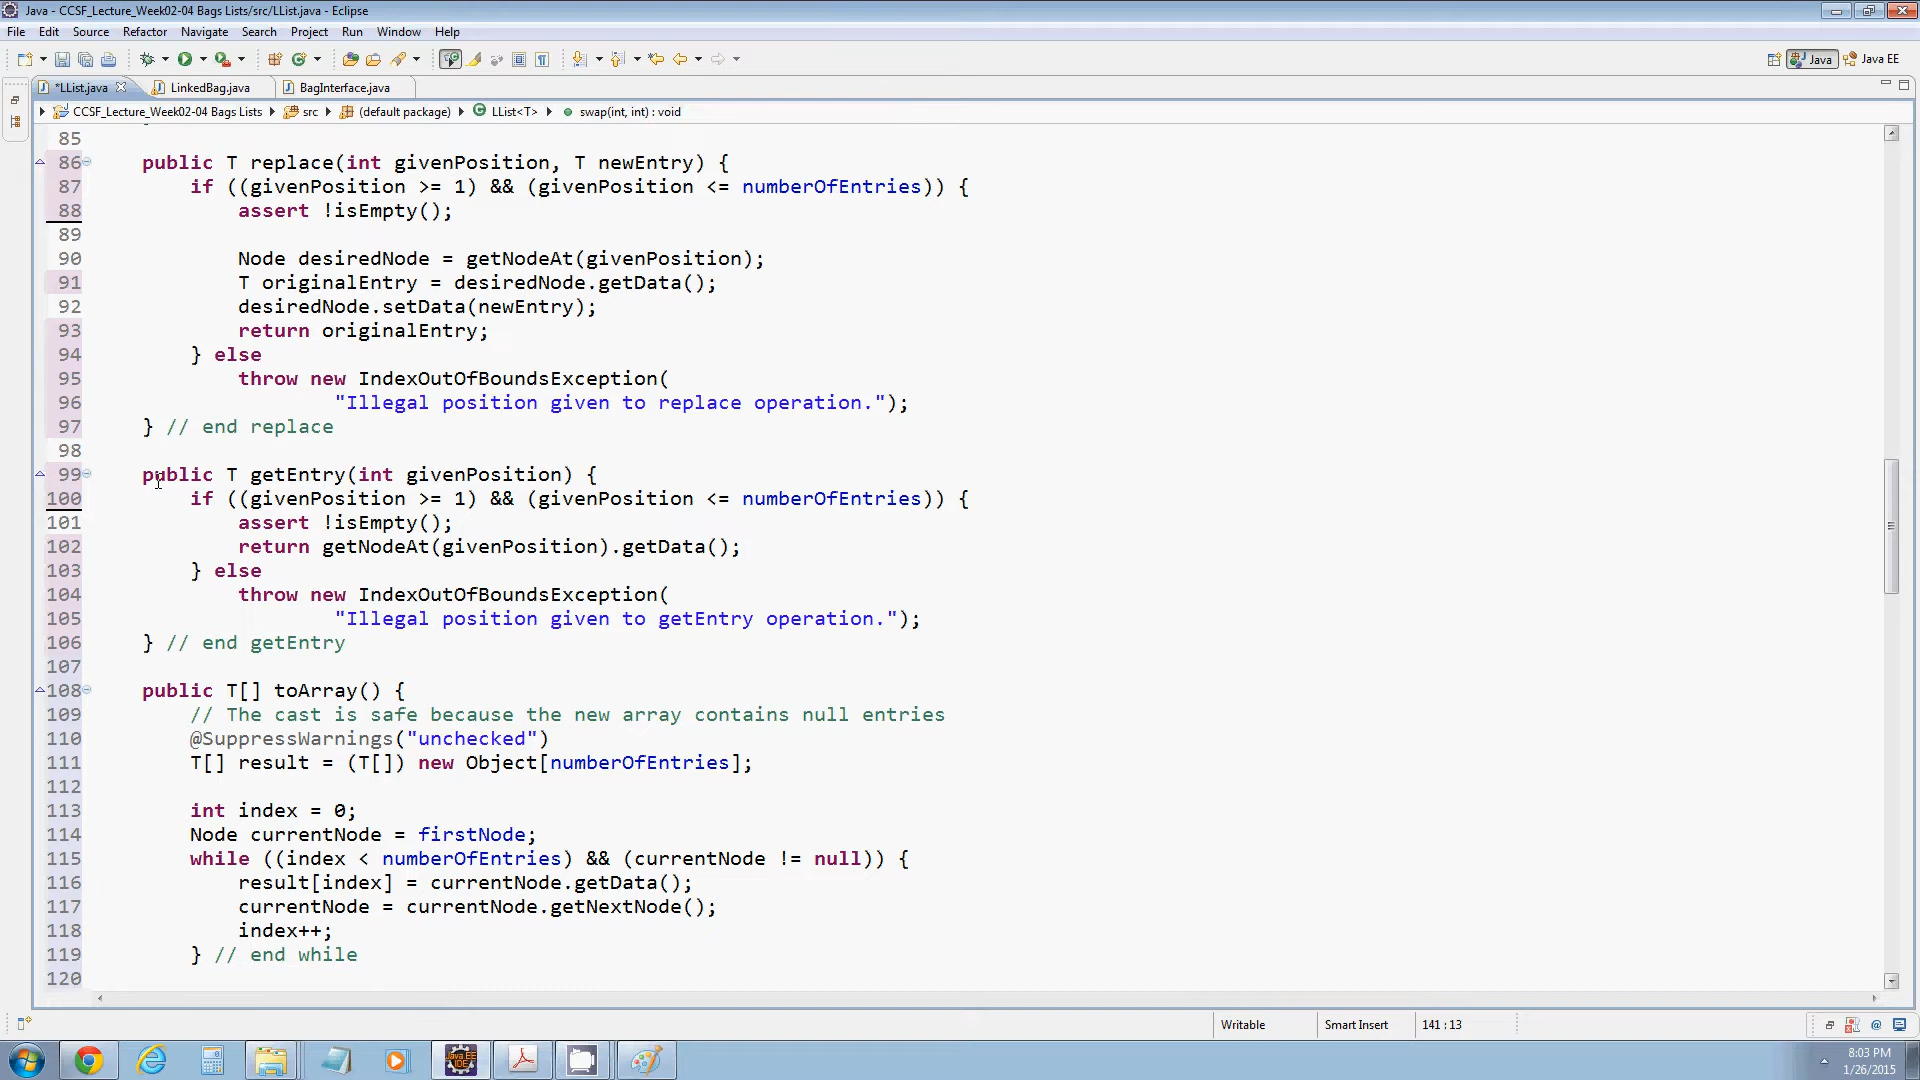 Java - CCSF_Lecture_Week02-04 Bags Lists/src/LList.java - Eclipse
File Edit Source Refactor Navigate Search Project Run Window Help
Java Java EE
*LList.java LinkedBag.java BagInterface.java
CCSF_Lecture_Week02-04 Bags Lists src (default package) LList<T> swap(int, int) : void
85
86 public T replace(int givenPosition, T newEntry) {
87 if ((givenPosition >= 1) && (givenPosition <= numberOfEntries)) {
88 assert !isEmpty();
89
90 Node desiredNode = getNodeAt(givenPosition);
91 T originalEntry = desiredNode.getData();
92 desiredNode.setData(newEntry);
93 return originalEntry;
94 } else
95 throw new IndexOutOfBoundsException(
96 "Illegal position given to replace operation.");
97 } // end replace
98
99 public T getEntry(int givenPosition) {
100 if ((givenPosition >= 1) && (givenPosition <= numberOfEntries)) {
101 assert !isEmpty();
102 return getNodeAt(givenPosition).getData();
103 } else
104 throw new IndexOutOfBoundsException(
105 "Illegal position given to getEntry operation.");
106 } // end getEntry
107
108 public T[] toArray() {
109 // The cast is safe because the new array contains null entries
110 @SuppressWarnings("unchecked")
111 T[] result = (T[]) new Object[numberOfEntries];
112
113 int index = 0;
114 Node currentNode = firstNode;
115 while ((index < numberOfEntries) && (currentNode != null)) {
116 result[index] = currentNode.getData();
117 currentNode = currentNode.getNextNode();
118 index++;
119 } // end while
120
Writable Smart Insert 141 : 13
Java EE
IDE
8:03 PM
1/26/2015